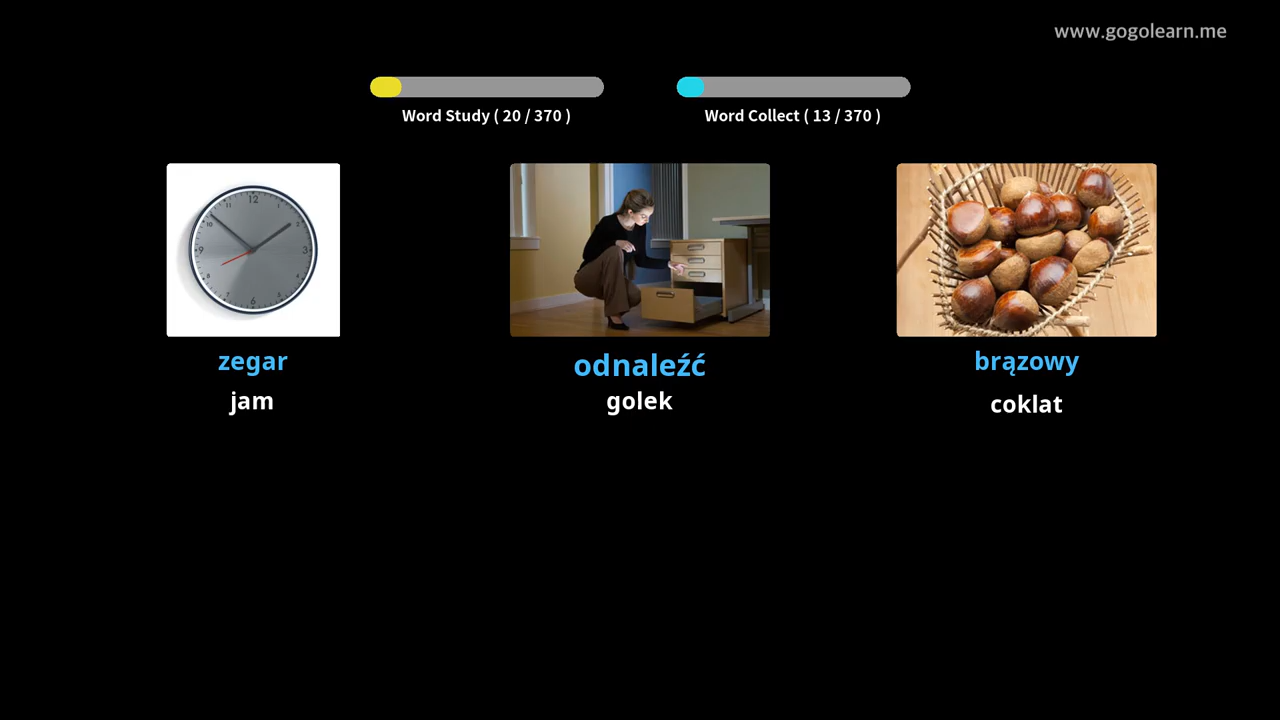 www.gogolearn.me
Word Study ( 20 / 370 )
Word Collect ( 13 / 370 )
zegar
jam
odnaleźć
golek
brązowy
coklat